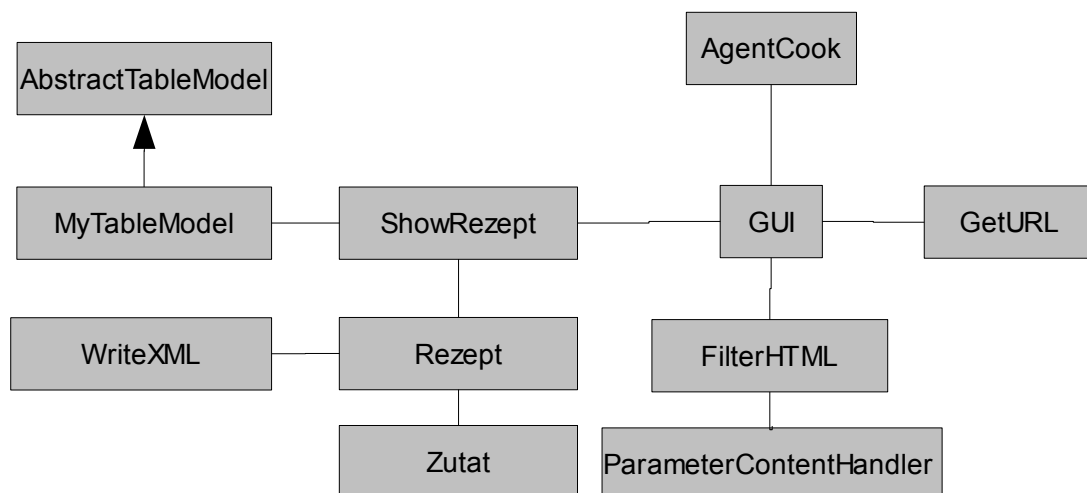 AgentCook
AbstractTableModel
MyTableModel
ShowRezept
GUI
GetURL
WriteXML
Rezept
FilterHTML
Zutat
ParameterContentHandler